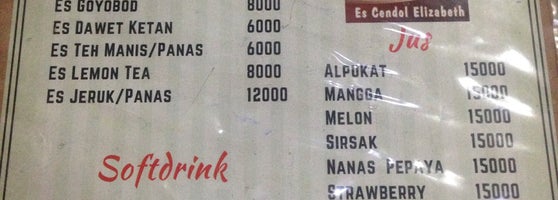 Es Goyobod 8000
Es Dawet Ketan 6000
Es Teh Manis/Panas 6000
Es Lemon Tea 8000
Es Jeruk/Panas 12000
Softdrink
Es Cendol Elizabeth
Jus
Alpukat 15000
Mangga 15000
Melon 15000
Sirsak 15000
Nanas Pepaya 15000
Strawberry 15000